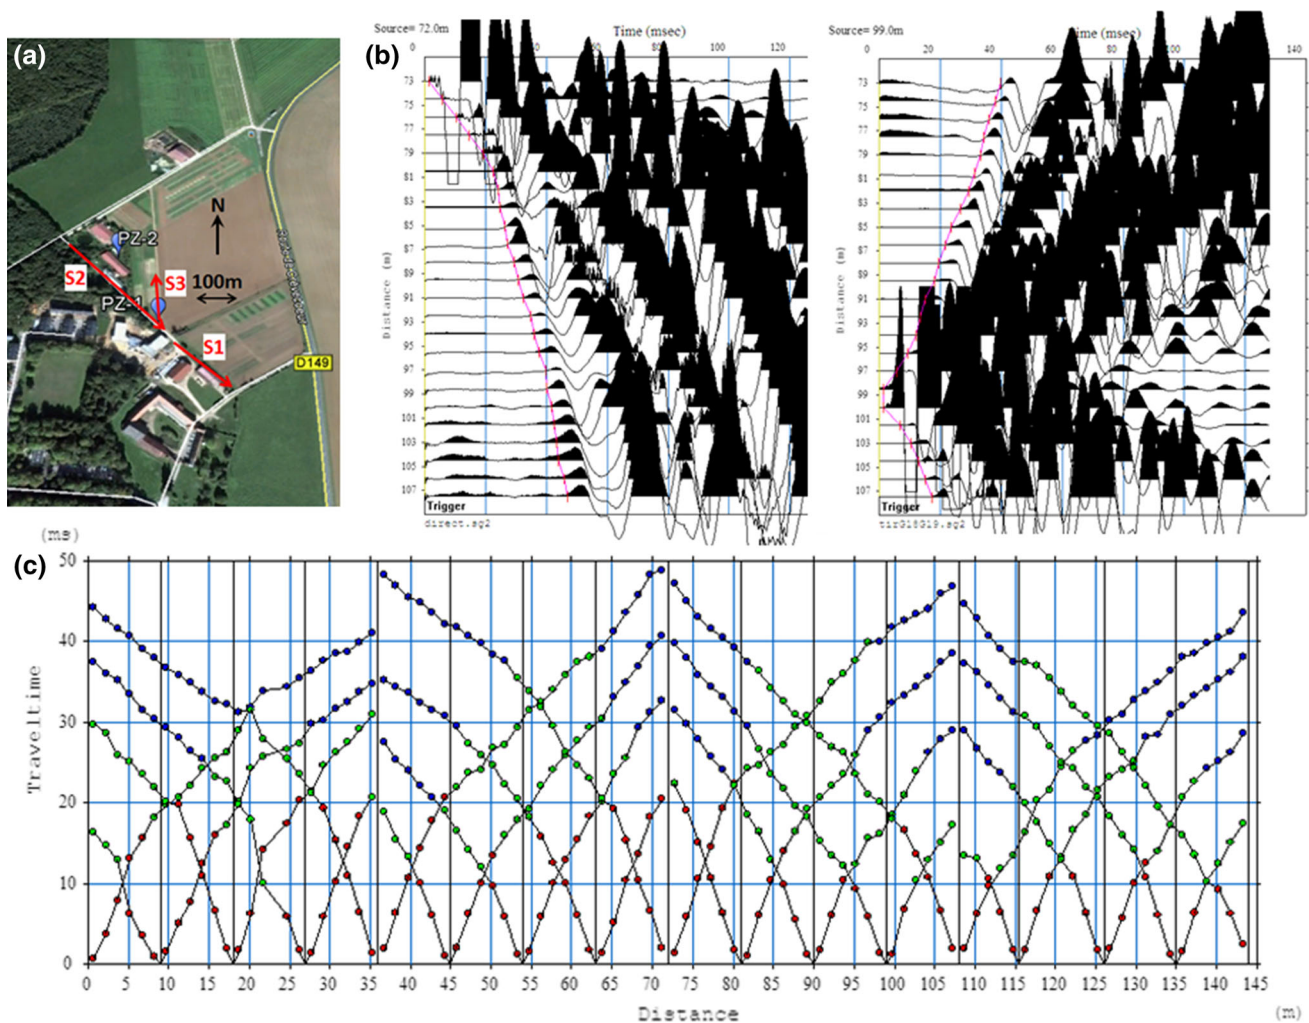 (a)
N
PZ-2
S2
S3
100m
PZ-1
S1
D149
(b)
Source= 72.0m
Time (msec)
0 40 60 80 100 120
73
75
77
79
81
83
85
87
89
91
93
95
97
99
101
103
105
107
Distance (m)
Trigger
direct.sg2
Source= 99.0m
Time (msec)
0 20 40 60 80 100 140
73
75
77
79
81
83
85
87
89
91
93
95
97
99
101
103
105
107
Distance (m)
Trigger
tirG18G19.sg2
(ms)
(c)
50
40
30
20
10
0
Traveltime
0 5 10 15 20 25 30 35 40 45 50 55 60 65 70 75 80 85 90 95 100 105 110 115 120 125 130 135 140 145
Distance (m)